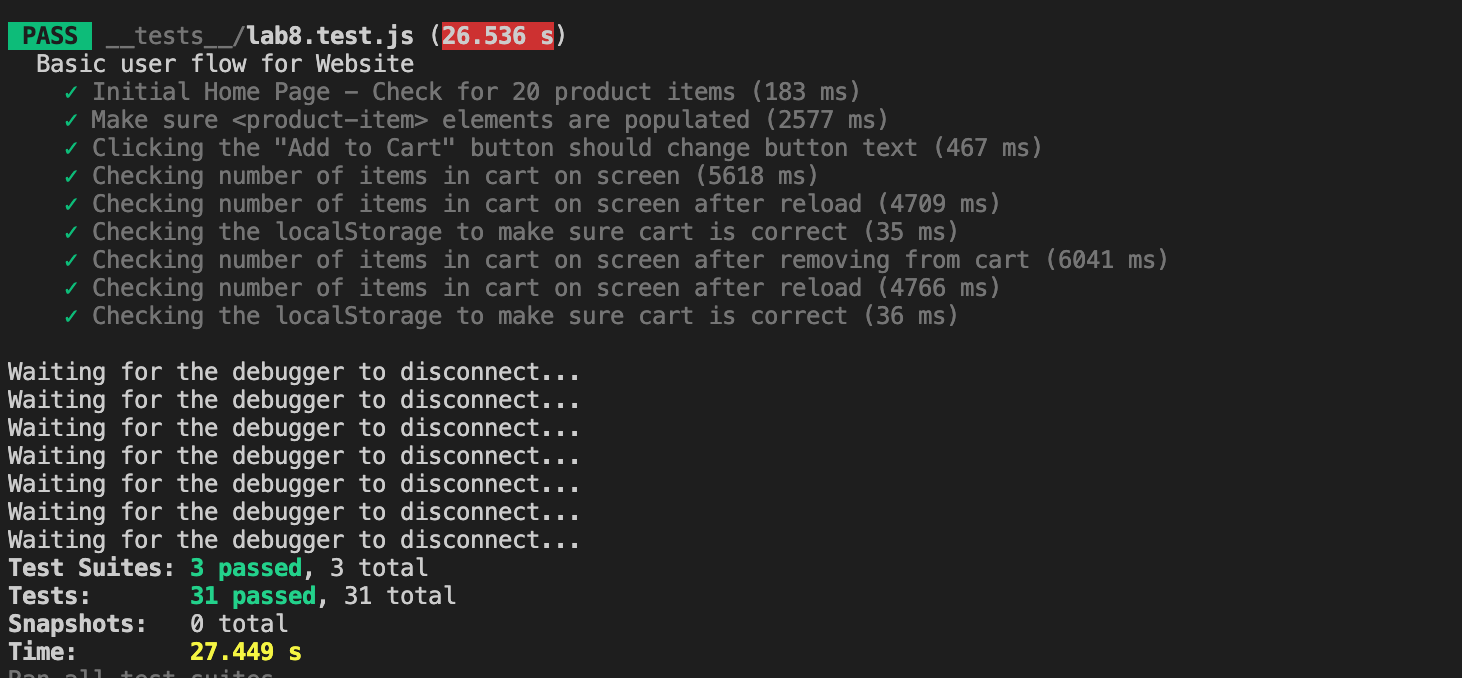 PASS __tests__/lab8.test.js (26.536 s)
Basic user flow for Website
✓ Initial Home Page – Check for 20 product items (183 ms)
✓ Make sure <product-item> elements are populated (2577 ms)
✓ Clicking the "Add to Cart" button should change button text (467 ms)
✓ Checking number of items in cart on screen (5618 ms)
✓ Checking number of items in cart on screen after reload (4709 ms)
✓ Checking the localStorage to make sure cart is correct (35 ms)
✓ Checking number of items in cart on screen after removing from cart (6041 ms)
✓ Checking number of items in cart on screen after reload (4766 ms)
✓ Checking the localStorage to make sure cart is correct (36 ms)
Waiting for the debugger to disconnect...
Waiting for the debugger to disconnect...
Waiting for the debugger to disconnect...
Waiting for the debugger to disconnect...
Waiting for the debugger to disconnect...
Waiting for the debugger to disconnect...
Waiting for the debugger to disconnect...
Test Suites: 3 passed, 3 total
Tests: 31 passed, 31 total
Snapshots: 0 total
Time: 27.449 s
Ran all test suites.